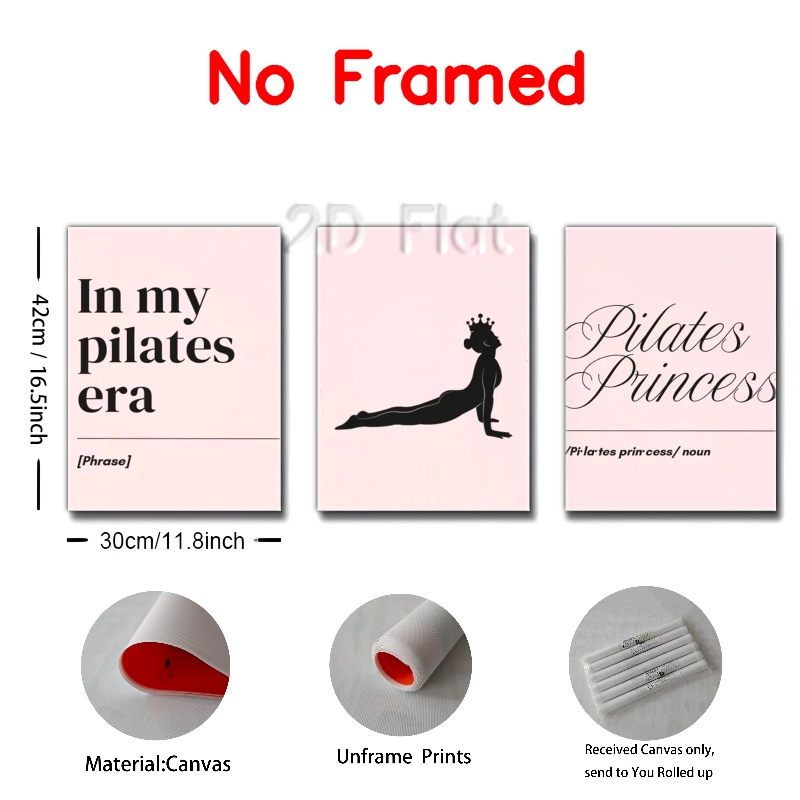 No Framed
2D Flat
42cm / 16.5inch
In my
pilates
era
[Phrase]
Pilates
Princess
/Pi·la·tes prin·cess/ noun
30cm/11.8inch
Material:Canvas
Unframe Prints
Received Canvas only,
send to You Rolled up